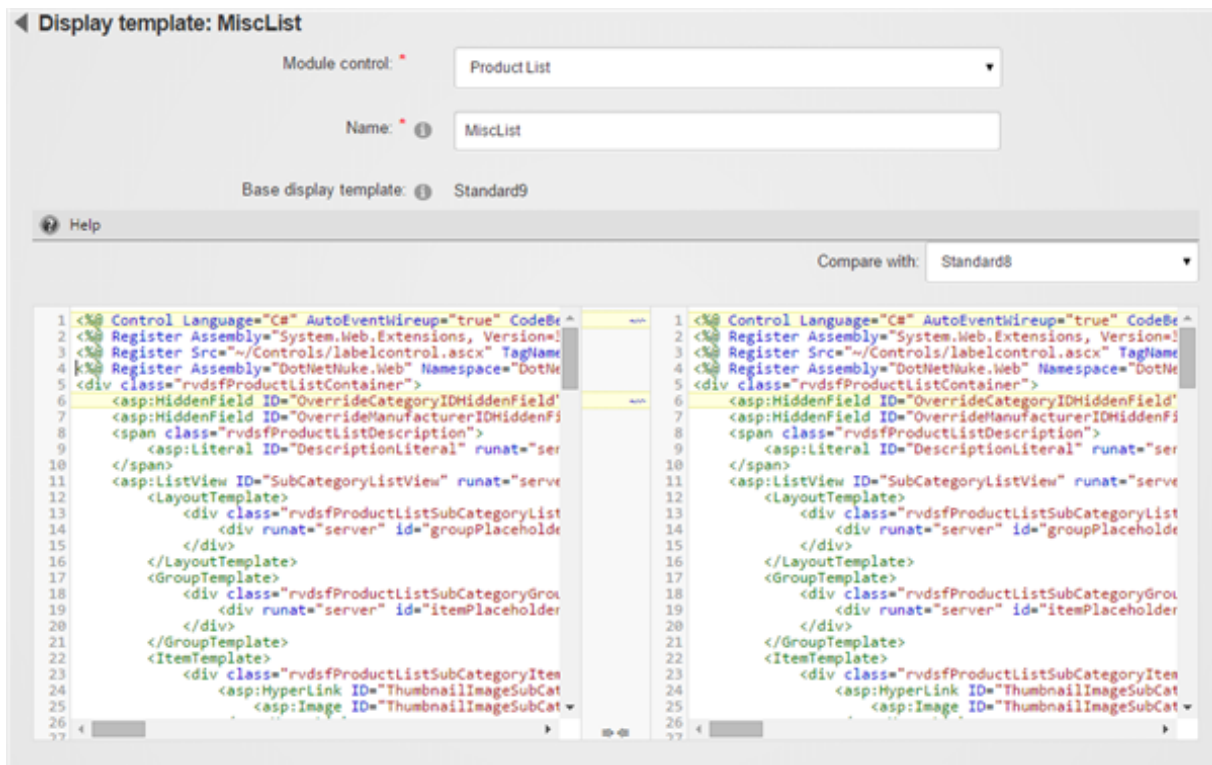 Display template: MiscList
Module control: *
Product List
Name: *
MiscList
Base display template:
Standard9
Help
Compare with:
Standard8
1 <%@ Control Language="C#" AutoEventWireup="true" CodeBe
2 <%@ Register Assembly="System.Web.Extensions, Version=3
3 <%@ Register Src="~/Controls/labelcontrol.ascx" TagName
4 <%@ Register Assembly="DotNetNuke.Web" Namespace="DotNe
5 <div class="rvdsfProductListContainer">
6 <asp:HiddenField ID="OverrideCategoryIDHiddenField"
7 <asp:HiddenField ID="OverrideManufacturerIDHiddenFi
8 <span class="rvdsfProductListDescription">
9 <asp:Literal ID="DescriptionLiteral" runat="ser
10 </span>
11 <asp:ListView ID="SubCategoryListView" runat="serve
12 <LayoutTemplate>
13 <div class="rvdsfProductListSubCategoryList
14 <div runat="server" id="groupPlaceholde
15 </div>
16 </LayoutTemplate>
17 <GroupTemplate>
18 <div class="rvdsfProductListSubCategoryGrou
19 <div runat="server" id="itemPlaceholder
20 </div>
21 </GroupTemplate>
22 <ItemTemplate>
23 <div class="rvdsfProductListSubCategoryItem
24 <asp:HyperLink ID="ThumbnailImageSubCat
25 <asp:Image ID="ThumbnailImageSubCat
26
27
1 <%@ Control Language="C#" AutoEventWireup="true" CodeBe
2 <%@ Register Assembly="System.Web.Extensions, Version=3
3 <%@ Register Src="~/Controls/labelcontrol.ascx" TagName
4 <%@ Register Assembly="DotNetNuke.Web" Namespace="DotNe
5 <div class="rvdsfProductListContainer">
6 <asp:HiddenField ID="OverrideCategoryIDHiddenField"
7 <asp:HiddenField ID="OverrideManufacturerIDHiddenFi
8 <span class="rvdsfProductListDescription">
9 <asp:Literal ID="DescriptionLiteral" runat="ser
10 </span>
11 <asp:ListView ID="SubCategoryListView" runat="serve
12 <LayoutTemplate>
13 <div class="rvdsfProductListSubCategoryList
14 <div runat="server" id="groupPlaceholde
15 </div>
16 </LayoutTemplate>
17 <GroupTemplate>
18 <div class="rvdsfProductListSubCategoryGrou
19 <div runat="server" id="itemPlaceholder
20 </div>
21 </GroupTemplate>
22 <ItemTemplate>
23 <div class="rvdsfProductListSubCategoryItem
24 <asp:HyperLink ID="ThumbnailImageSubCat
25 <asp:Image ID="ThumbnailImageSubCat
26
27